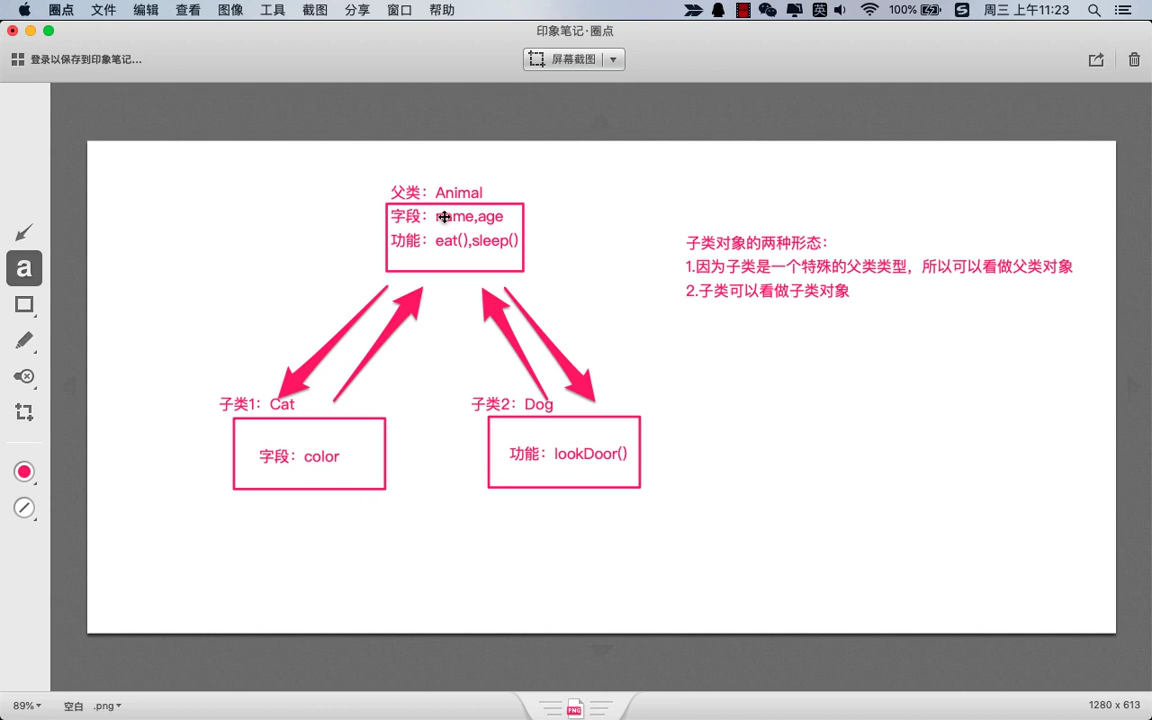 圈点 文件 编辑 查看 图像 工具 截图 分享 窗口 帮助 英 100% 周三 上午11:23
印象笔记·圈点
登录以保存到印象笔记...
屏幕截图
父类：Animal
字段：name,age
功能：eat(),sleep()
子类对象的两种形态：
1.因为子类是一个特殊的父类类型，所以可以看做父类对象
2.子类可以看做子类对象
a
子类1：Cat
字段：color
子类2：Dog
功能：lookDoor()
89% 空白 .png PNG 1280 x 613